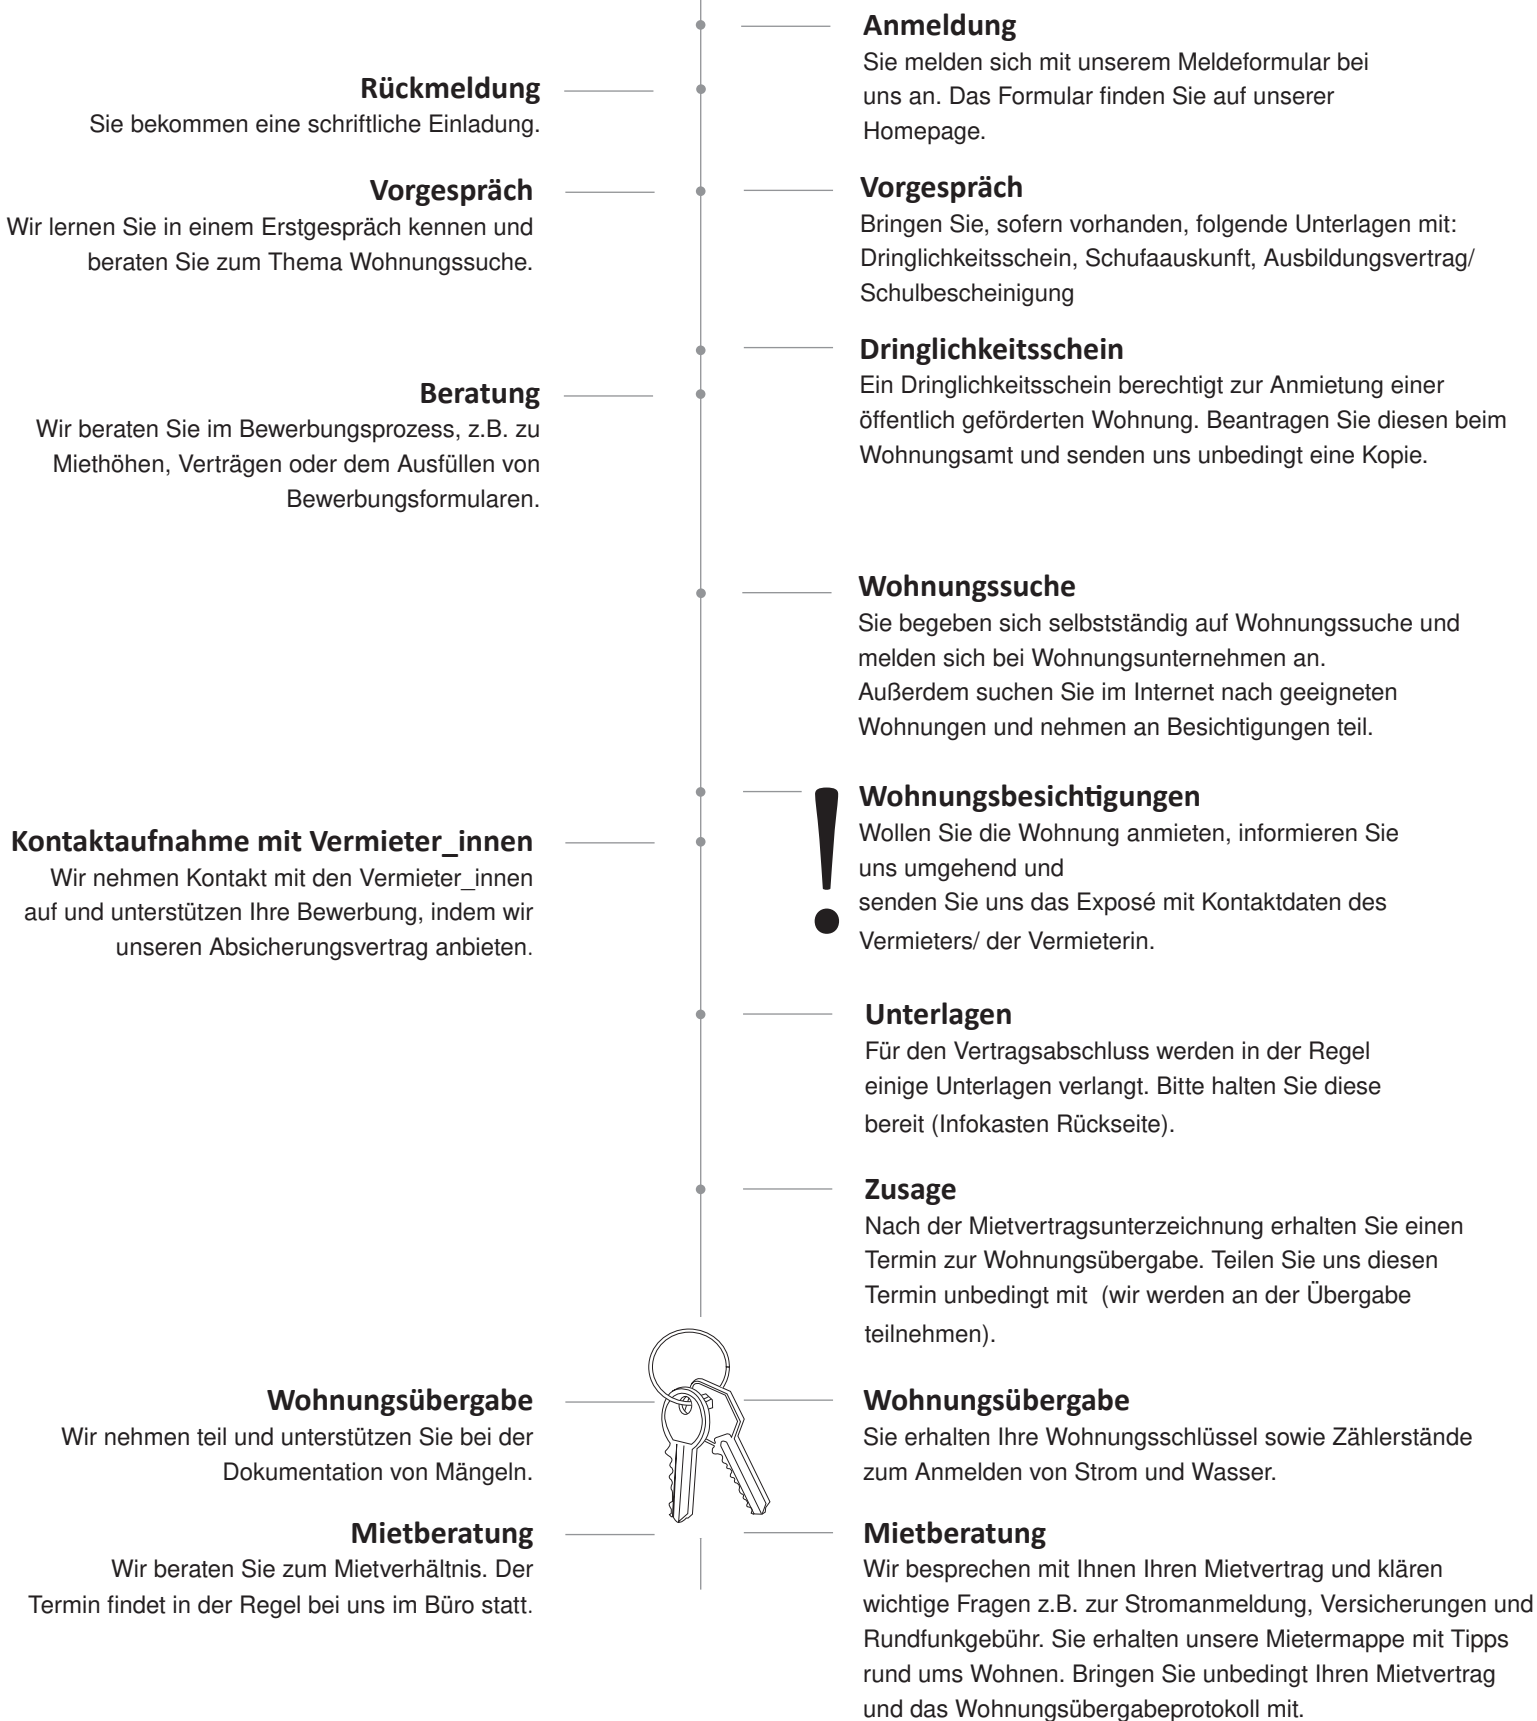 Anmeldung
Sie melden sich mit unserem Meldeformular bei
uns an. Das Formular finden Sie auf unserer
Homepage.
Rückmeldung
Sie bekommen eine schriftliche Einladung.
Vorgespräch
Wir lernen Sie in einem Erstgespräch kennen und
beraten Sie zum Thema Wohnungssuche.
Vorgespräch
Bringen Sie, sofern vorhanden, folgende Unterlagen mit:
Dringlichkeitsschein, Schufaauskunft, Ausbildungsvertrag/
Schulbescheinigung
Dringlichkeitsschein
Ein Dringlichkeitsschein berechtigt zur Anmietung einer
öffentlich geförderten Wohnung. Beantragen Sie diesen beim
Wohnungsamt und senden uns unbedingt eine Kopie.
Beratung
Wir beraten Sie im Bewerbungsprozess, z.B. zu
Miethöhen, Verträgen oder dem Ausfüllen von
Bewerbungsformularen.
Wohnungssuche
Sie begeben sich selbstständig auf Wohnungssuche und
melden sich bei Wohnungsunternehmen an.
Außerdem suchen Sie im Internet nach geeigneten
Wohnungen und nehmen an Besichtigungen teil.
!
Wohnungsbesichtigungen
Wollen Sie die Wohnung anmieten, informieren Sie
uns umgehend und
senden Sie uns das Exposé mit Kontaktdaten des
Vermieters/ der Vermieterin.
Kontaktaufnahme mit Vermieter_innen
Wir nehmen Kontakt mit den Vermieter_innen
auf und unterstützen Ihre Bewerbung, indem wir
unseren Absicherungsvertrag anbieten.
Unterlagen
Für den Vertragsabschluss werden in der Regel
einige Unterlagen verlangt. Bitte halten Sie diese
bereit (Infokasten Rückseite).
Zusage
Nach der Mietvertragsunterzeichnung erhalten Sie einen
Termin zur Wohnungsübergabe. Teilen Sie uns diesen
Termin unbedingt mit  (wir werden an der Übergabe
teilnehmen).
Wohnungsübergabe
Wir nehmen teil und unterstützen Sie bei der
Dokumentation von Mängeln.
Wohnungsübergabe
Sie erhalten Ihre Wohnungsschlüssel sowie Zählerstände
zum Anmelden von Strom und Wasser.
Mietberatung
Wir beraten Sie zum Mietverhältnis. Der
Termin findet in der Regel bei uns im Büro statt.
Mietberatung
Wir besprechen mit Ihnen Ihren Mietvertrag und klären
wichtige Fragen z.B. zur Stromanmeldung, Versicherungen und
Rundfunkgebühr. Sie erhalten unsere Mietermappe mit Tipps
rund ums Wohnen. Bringen Sie unbedingt Ihren Mietvertrag
und das Wohnungsübergabeprotokoll mit.